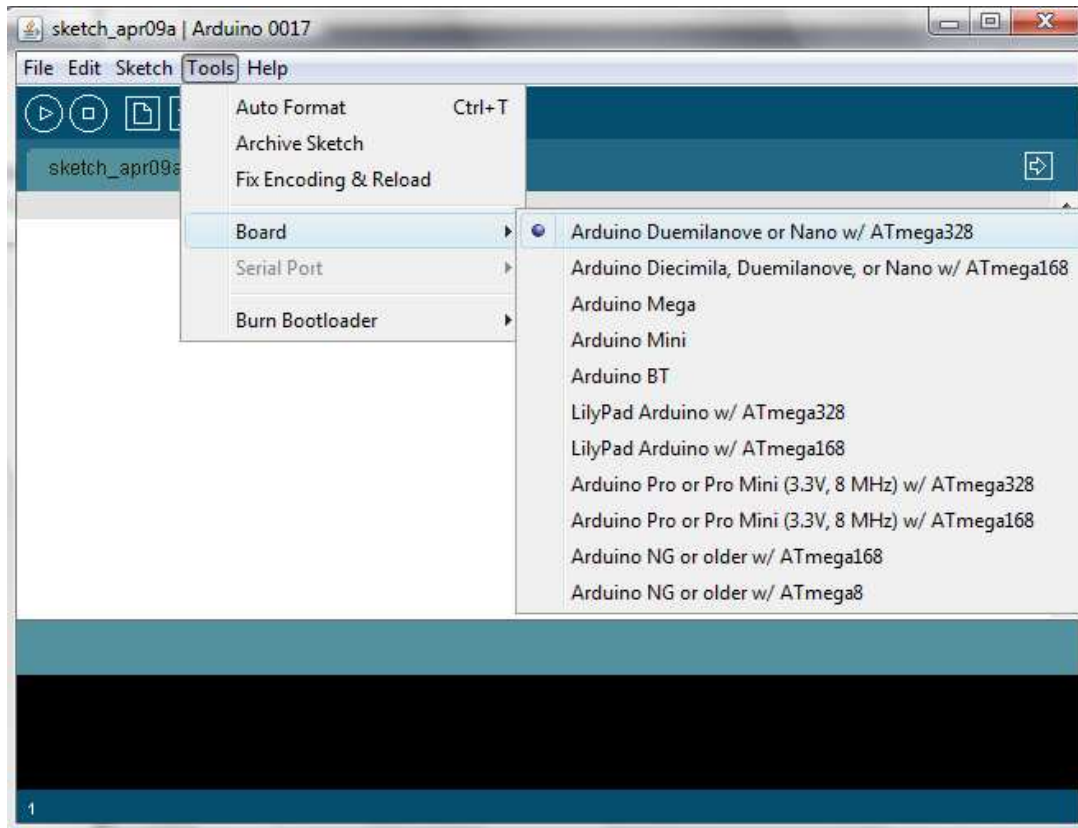 sketch_apr09a | Arduino 0017
File Edit Sketch Tools Help
Auto Format Ctrl+T
Archive Sketch
sketch_apr09a
Fix Encoding & Reload
Board
Arduino Duemilanove or Nano w/ ATmega328
Serial Port
Arduino Diecimila, Duemilanove, or Nano w/ ATmega168
Arduino Mega
Burn Bootloader
Arduino Mini
Arduino BT
LilyPad Arduino w/ ATmega328
LilyPad Arduino w/ ATmega168
Arduino Pro or Pro Mini (3.3V, 8 MHz) w/ ATmega328
Arduino Pro or Pro Mini (3.3V, 8 MHz) w/ ATmega168
Arduino NG or older w/ ATmega168
Arduino NG or older w/ ATmega8
1